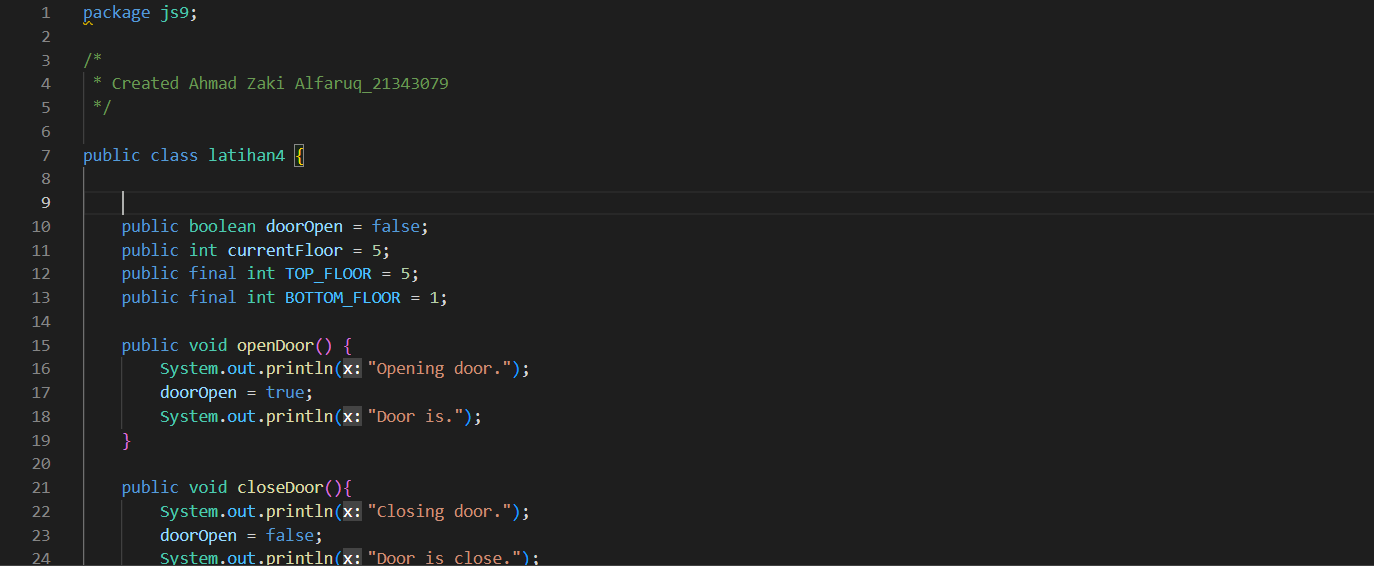 1 package js9;
2
3 /*
4 * Created Ahmad Zaki Alfaruq_21343079
5 */
6
7 public class latihan4 {
8
9
10 public boolean doorOpen = false;
11 public int currentFloor = 5;
12 public final int TOP_FLOOR = 5;
13 public final int BOTTOM_FLOOR = 1;
14
15 public void openDoor() {
16 System.out.println(x: "Opening door.");
17 doorOpen = true;
18 System.out.println(x: "Door is.");
19 }
20
21 public void closeDoor(){
22 System.out.println(x: "Closing door.");
23 doorOpen = false;
24 System.out.println(x: "Door is close.");